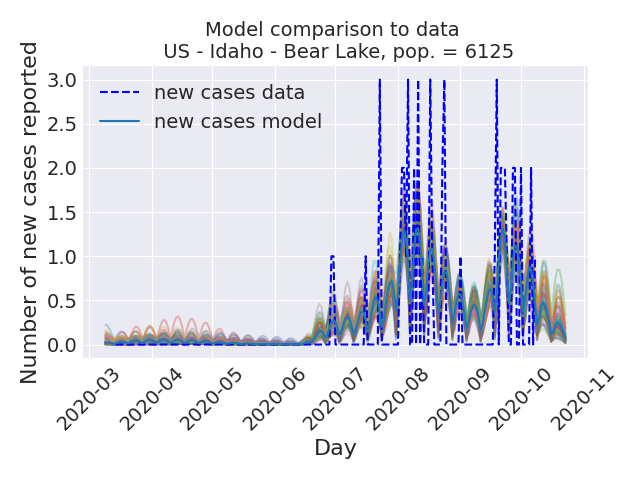 Model comparison to data
US - Idaho - Bear Lake, pop. = 6125
new cases data
new cases model
Number of new cases reported
3.0
2.5
2.0
1.5
1.0
0.5
0.0
2020-03
2020-04
2020-05
2020-06
2020-07
2020-08
2020-09
2020-10
2020-11
Day